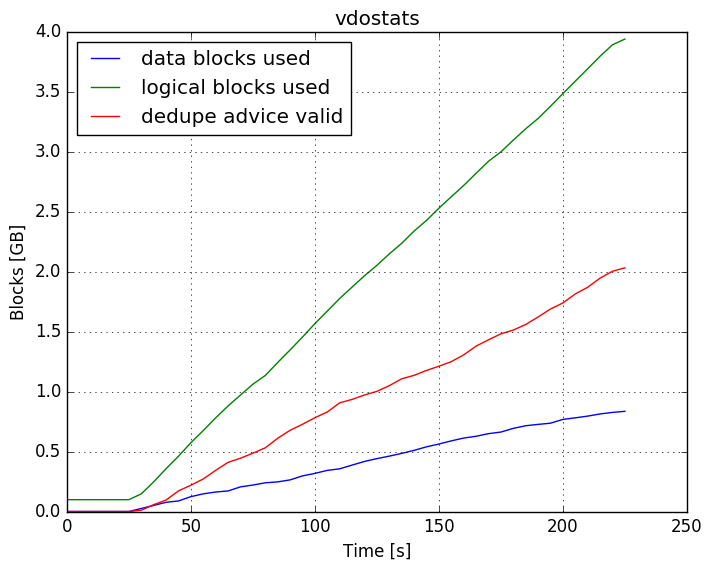 vdostats
data blocks used
logical blocks used
dedupe advice valid
4.0
3.5
3.0
2.5
2.0
1.5
1.0
0.5
0.0
Blocks [GB]
0 50 100 150 200 250
Time [s]